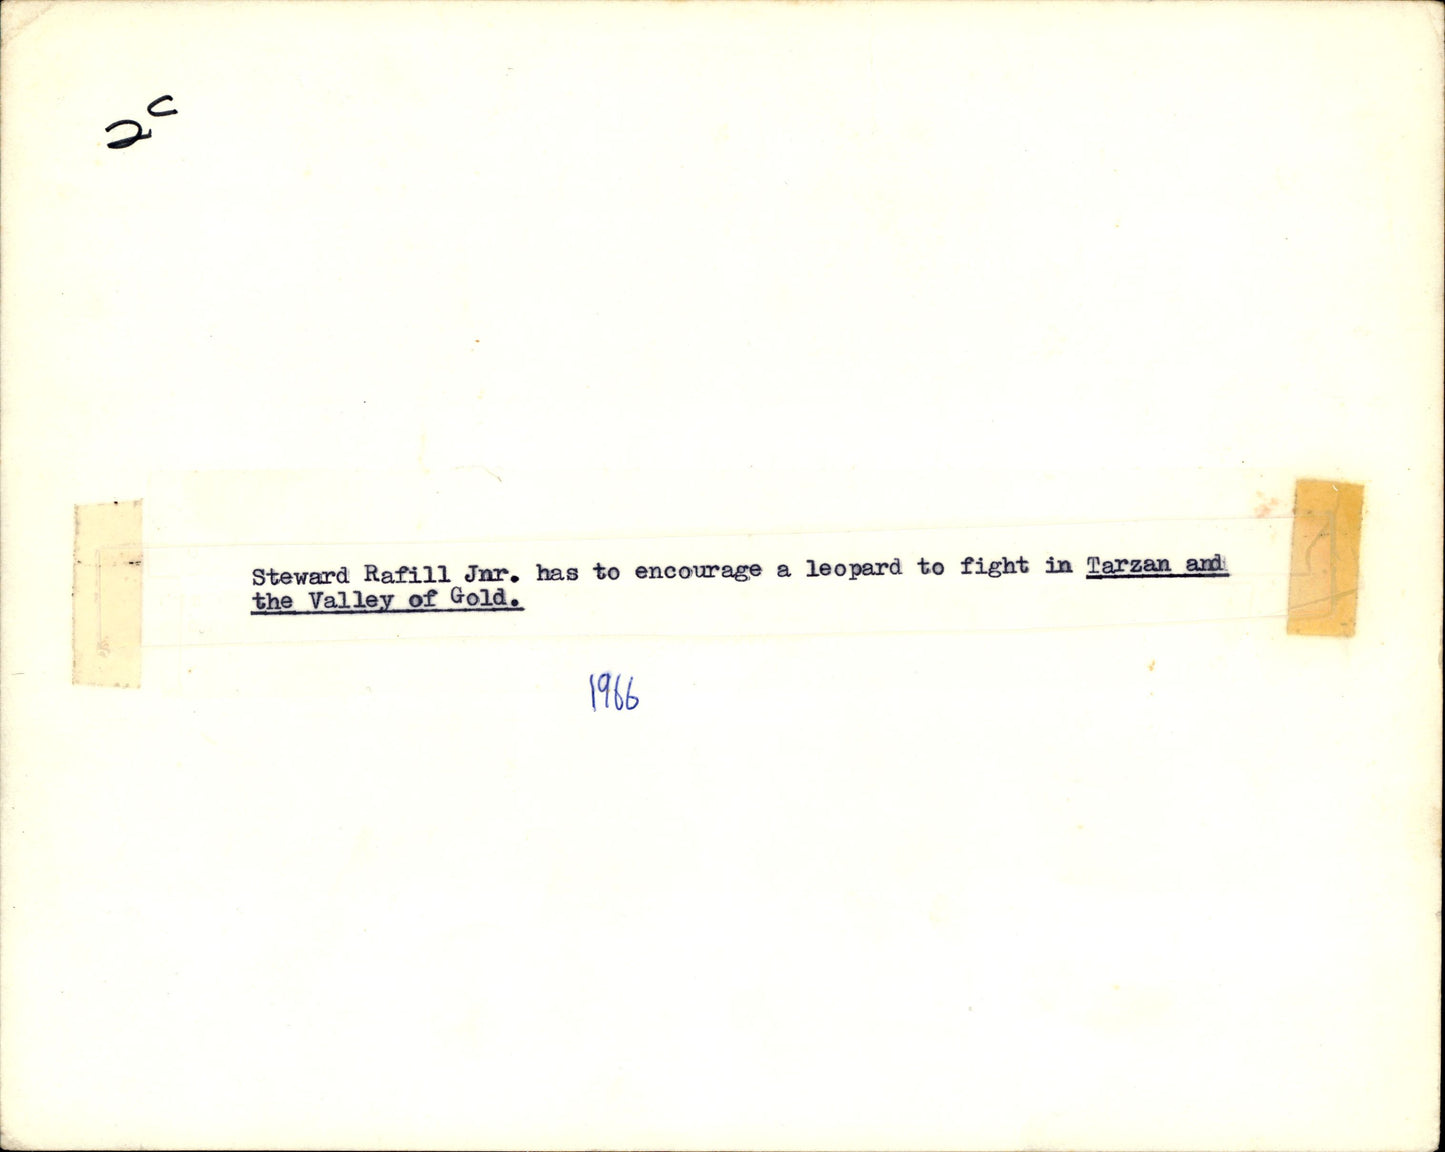 2c
Steward Rafill Jnr. has to encourage a leopard to fight in Tarzan and
the Valley of Gold.
1966